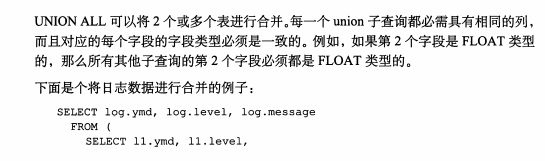 UNION ALL 可以将 2 个或多个表进行合并。每一个 union 子查询都必需具有相同的列，
而且对应的每个字段的字段类型必须是一致的。例如，如果第 2 个字段是 FLOAT 类型
的，那么所有其他子查询的第 2 个字段必须都是 FLOAT 类型的。
下面是个将日志数据进行合并的例子：
SELECT log.ymd, log.level, log.message
FROM (
SELECT l1.ymd, l1.level,